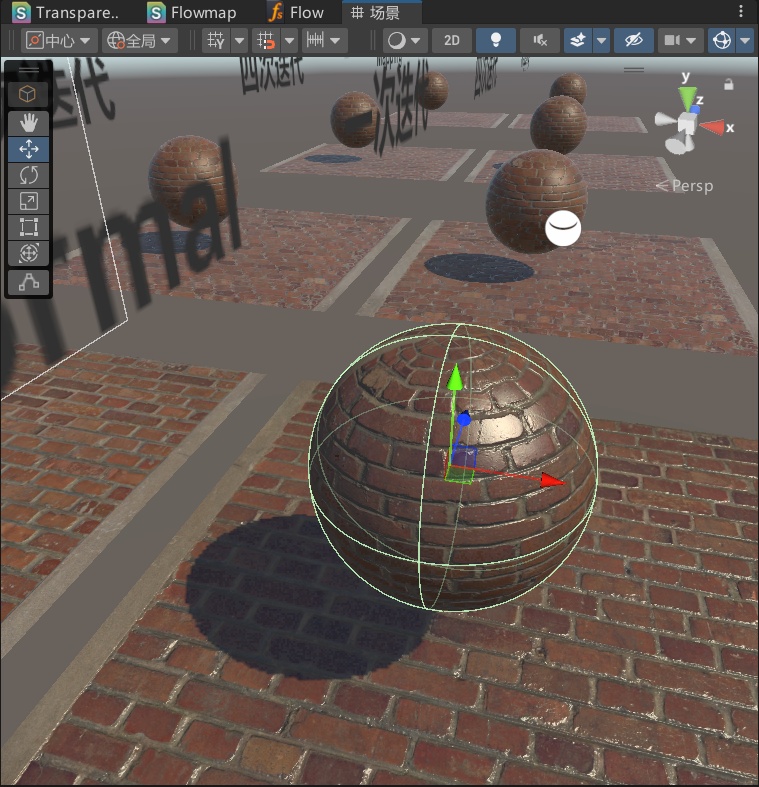 Transpare..
Flowmap
Flow
场景
中心
全局
Y
2D
迭代
四次迭代
一次迭代
ormal
y
z
x
Persp